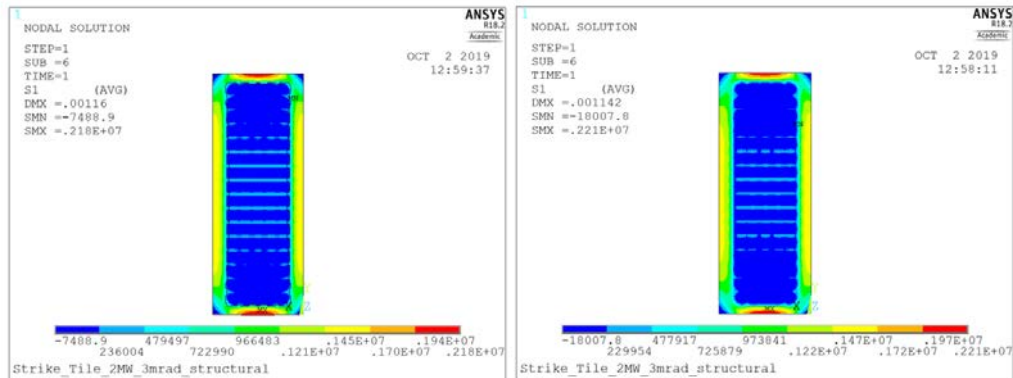 1
NODAL SOLUTION
STEP=1
SUB =6
TIME=1
S1 (AVG)
DMX =.00116
SMN =-7488.9
SMX =.218E+07
ANSYS
R18.2
Academic
OCT 2 2019
12:59:37
-7488.9 479497 966483 .145E+07 .194E+07
236004 722990 .121E+07 .170E+07 .218E+07
Strike_Tile_2MW_3mrad_structural
1
NODAL SOLUTION
STEP=1
SUB =6
TIME=1
S1 (AVG)
DMX =.001142
SMN =-18007.8
SMX =.221E+07
ANSYS
R18.2
Academic
OCT 2 2019
12:58:11
-18007.8 477917 973841 .147E+07 .197E+07
229954 725879 .122E+07 .172E+07 .221E+07
Strike_Tile_2MW_3mrad_structural